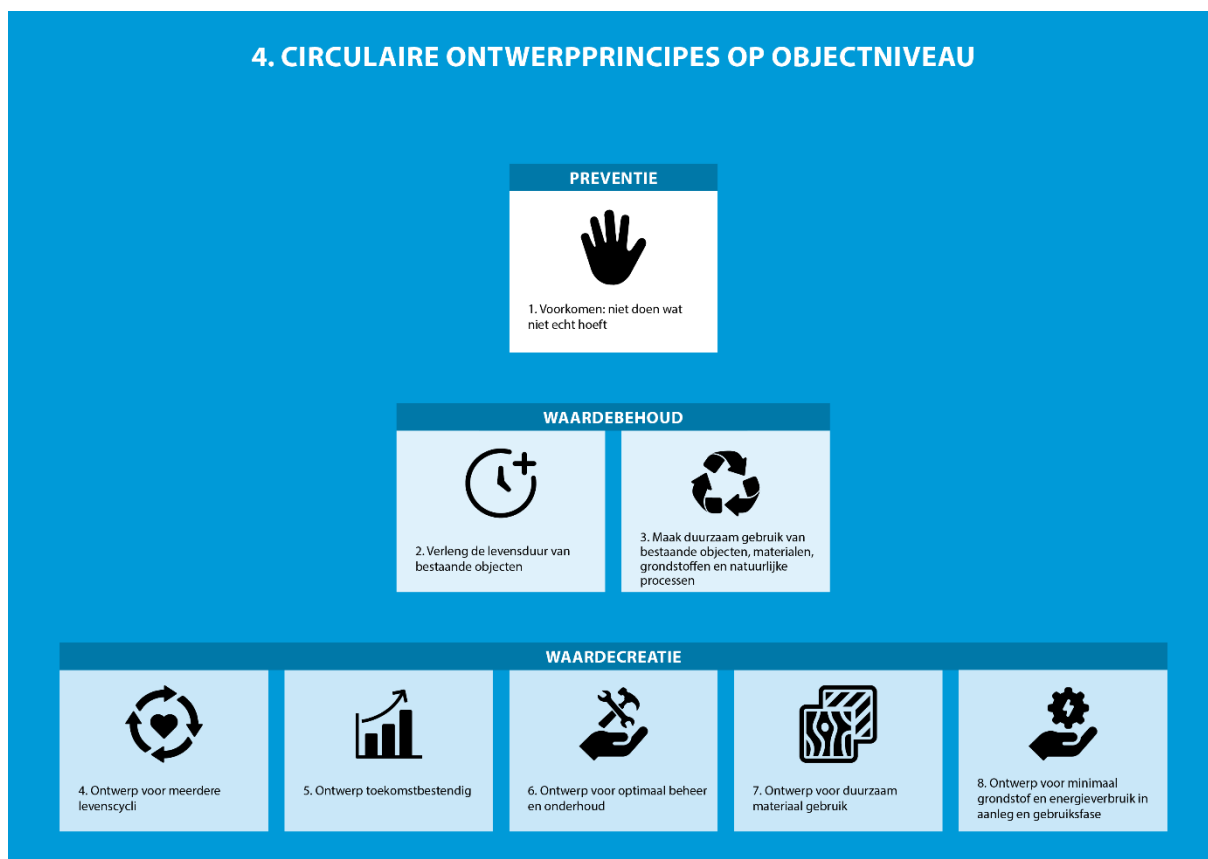 4. CIRCULAIRE ONTWERPPRINCIPES OP OBJECTNIVEAU
PREVENTIE
1. Voorkomen: niet doen wat
niet echt hoeft
WAARDEBEHOUD
2. Verleng de levensduur van
bestaande objecten
3. Maak duurzaam gebruik van
bestaande objecten, materialen,
grondstoffen en natuurlijke
processen
WAARDECREATIE
4. Ontwerp voor meerdere
levenscycli
5. Ontwerp toekomstbestendig
6. Ontwerp voor optimaal beheer
en onderhoud
7. Ontwerp voor duurzaam
materiaal gebruik
8. Ontwerp voor minimaal
grondstof en energieverbruik in
aanleg en gebruiksfase